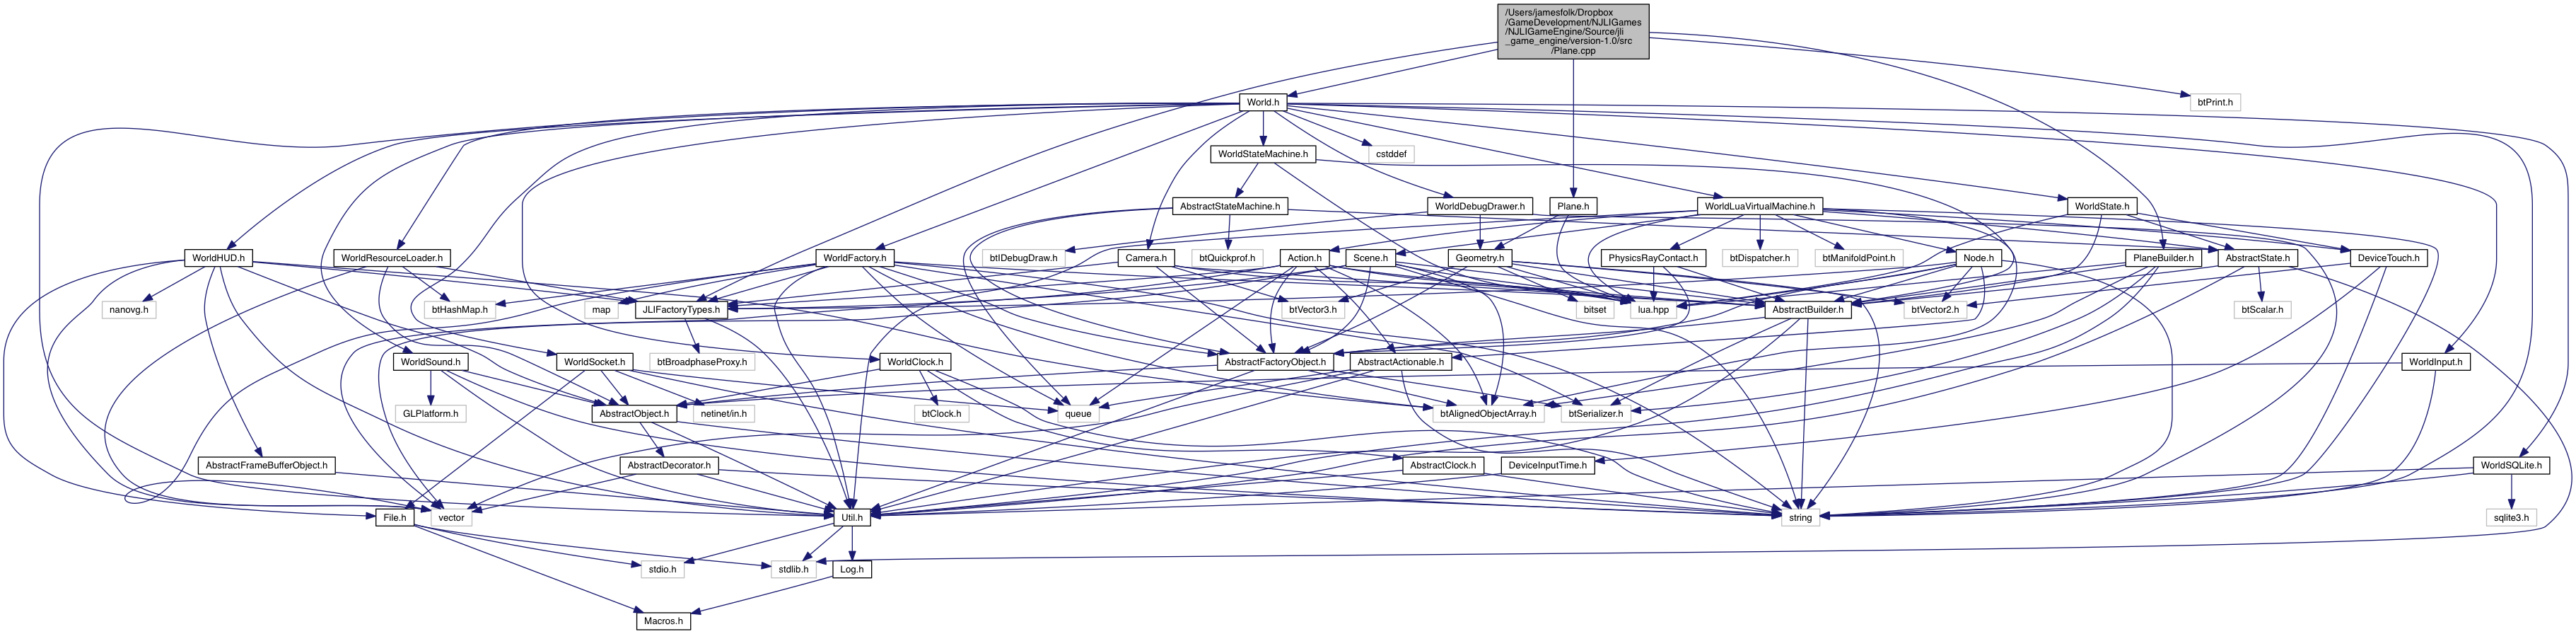 /Users/jamesfolk/Dropbox
/GameDevelopment/NJLIGames
/NJLIGameEngine/Source/jli
_game_engine/version-1.0/src
/Plane.cpp
World.h
btPrint.h
WorldStateMachine.h
cstddef
AbstractStateMachine.h
WorldDebugDrawer.h
Plane.h
WorldLuaVirtualMachine.h
WorldState.h
WorldHUD.h
WorldResourceLoader.h
WorldFactory.h
btIDebugDraw.h
Camera.h
btQuickprof.h
Action.h
Scene.h
Geometry.h
PhysicsRayContact.h
btDispatcher.h
btManifoldPoint.h
Node.h
PlaneBuilder.h
AbstractState.h
DeviceTouch.h
nanovg.h
btHashMap.h
map
JLIFactoryTypes.h
btVector3.h
bitset
lua.hpp
AbstractBuilder.h
btVector2.h
btScalar.h
WorldSound.h
WorldSocket.h
btBroadphaseProxy.h
WorldClock.h
AbstractFactoryObject.h
AbstractActionable.h
WorldInput.h
GLPlatform.h
AbstractObject.h
netinet/in.h
btClock.h
queue
btAlignedObjectArray.h
btSerializer.h
AbstractFrameBufferObject.h
AbstractDecorator.h
AbstractClock.h
DeviceInputTime.h
WorldSQLite.h
File.h
vector
Util.h
string
sqlite3.h
stdio.h
stdlib.h
Log.h
Macros.h